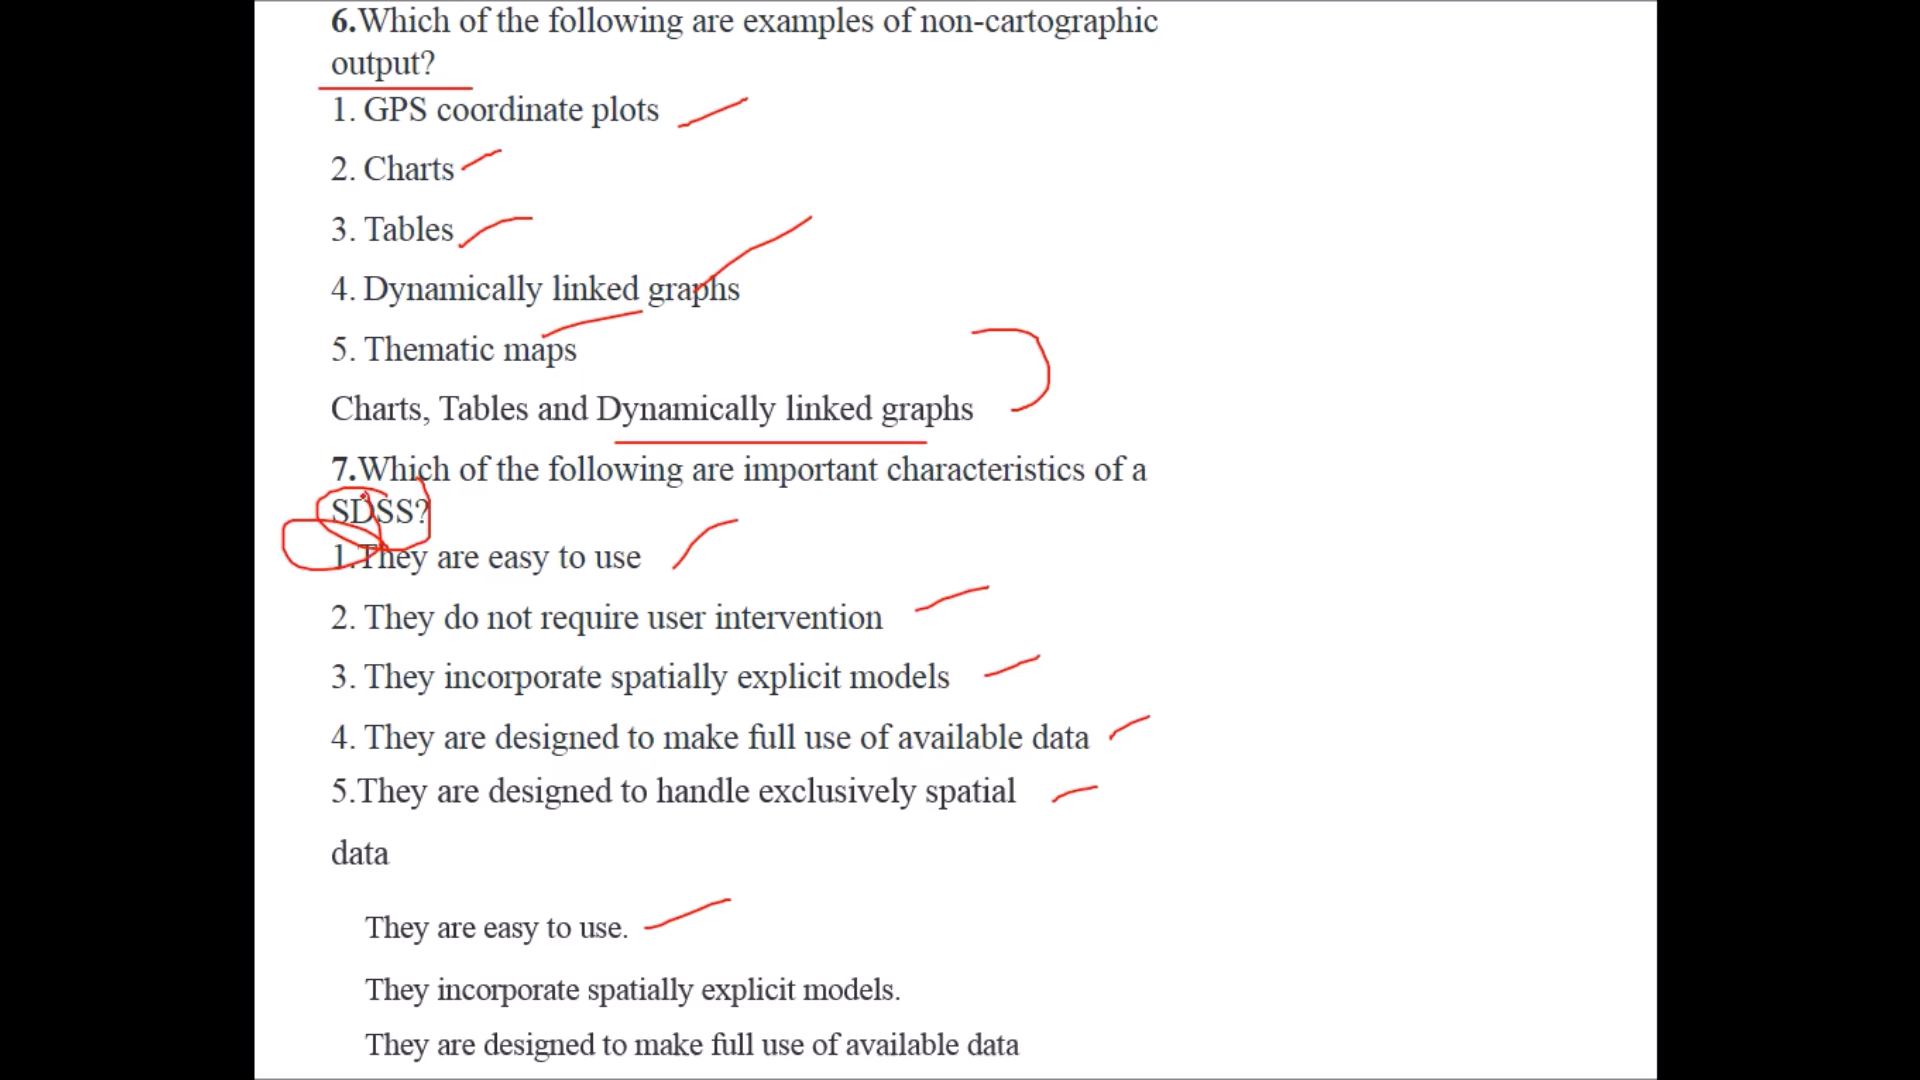 6.Which of the following are examples of non-cartographic
output?
1. GPS coordinate plots
2. Charts
3. Tables
4. Dynamically linked graphs
5. Thematic maps
Charts, Tables and Dynamically linked graphs
7.Which of the following are important characteristics of a
SDSS?
1.They are easy to use
2. They do not require user intervention
3. They incorporate spatially explicit models
4. They are designed to make full use of available data
5.They are designed to handle exclusively spatial
data
They are easy to use.
They incorporate spatially explicit models.
They are designed to make full use of available data